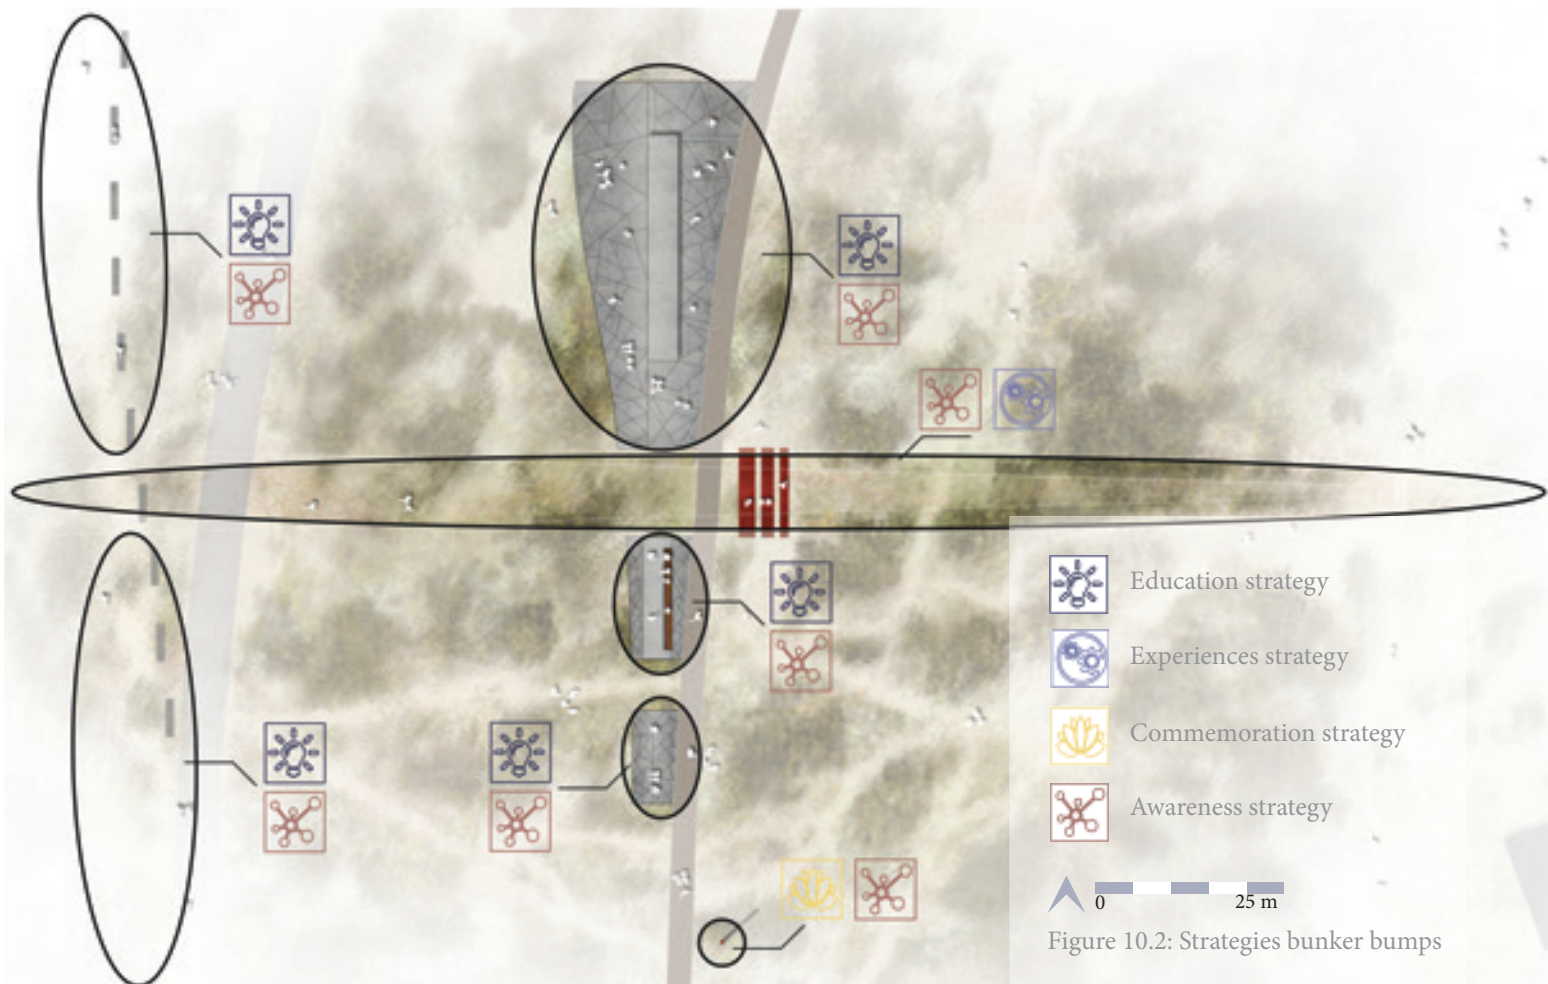 Education strategy
Experiences strategy
Commemoration strategy
Awareness strategy
0 25 m
Figure 10.2: Strategies bunker bumps